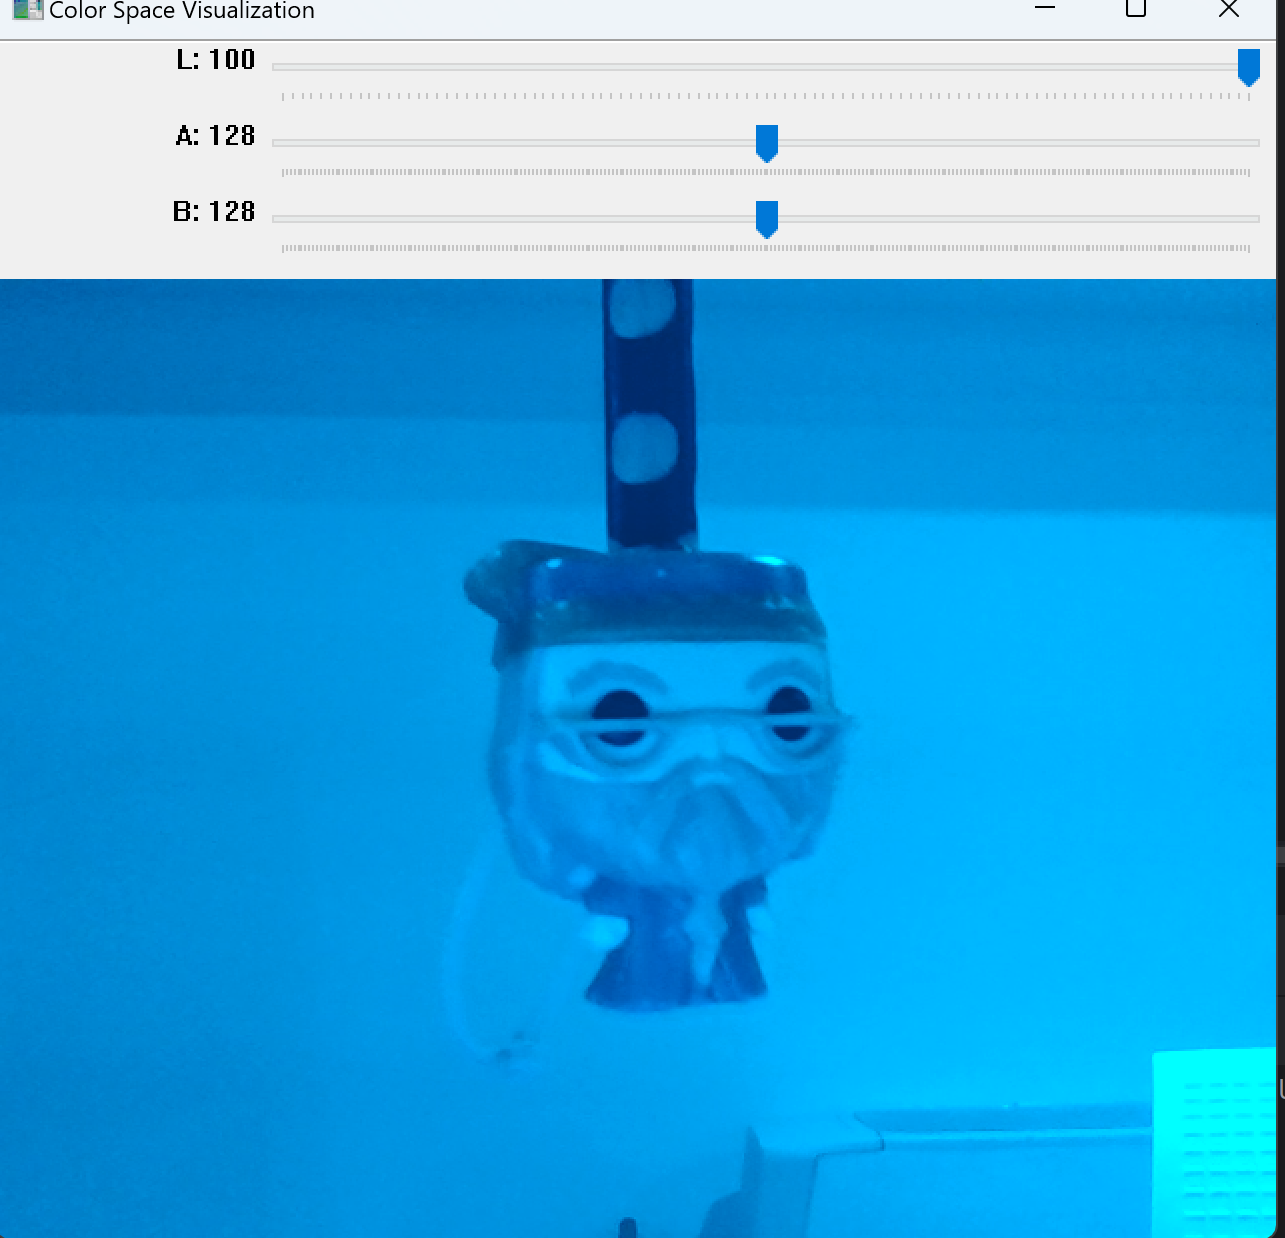 Color Space Visualization
L: 100
A: 128
B: 128